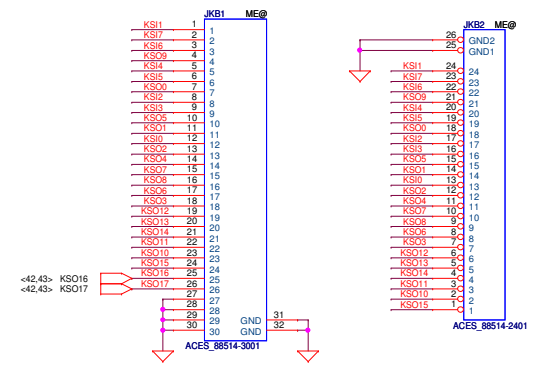 JKB1 ME@
KSI1 1 1
KSI7 2 2
KSI6 3 3
KSO9 4 4
KSI4 5 5
KSI5 6 6
KSO0 7 7
KSI2 8 8
KSI3 9 9
KSO5 10 10
KSO1 11 11
KSI0 12 12
KSO2 13 13
KSO4 14 14
KSO7 15 15
KSO8 16 16
KSO6 17 17
KSO3 18 18
KSO12 19 19
KSO13 20 20
KSO14 21 21
KSO11 22 22
KSO10 23 23
KSO15 24 24
<42,43> KSO16 KSO16 25 25
<42,43> KSO17 KSO17 26 26
27 27
28 28
29 29 GND 31
30 30 GND 32
ACES_88514-3001
JKB2 ME@
26 GND2
25 GND1
KSI1 24 24
KSI7 23 23
KSI6 22 22
KSO9 21 21
KSI4 20 20
KSI5 19 19
KSO0 18 18
KSI2 17 17
KSI3 16 16
KSO5 15 15
KSO1 14 14
KSI0 13 13
KSO2 12 12
KSO4 11 11
KSO7 10 10
KSO8 9 9
KSO6 8 8
KSO3 7 7
KSO12 6 6
KSO13 5 5
KSO14 4 4
KSO11 3 3
KSO10 2 2
KSO15 1 1
ACES_88514-2401